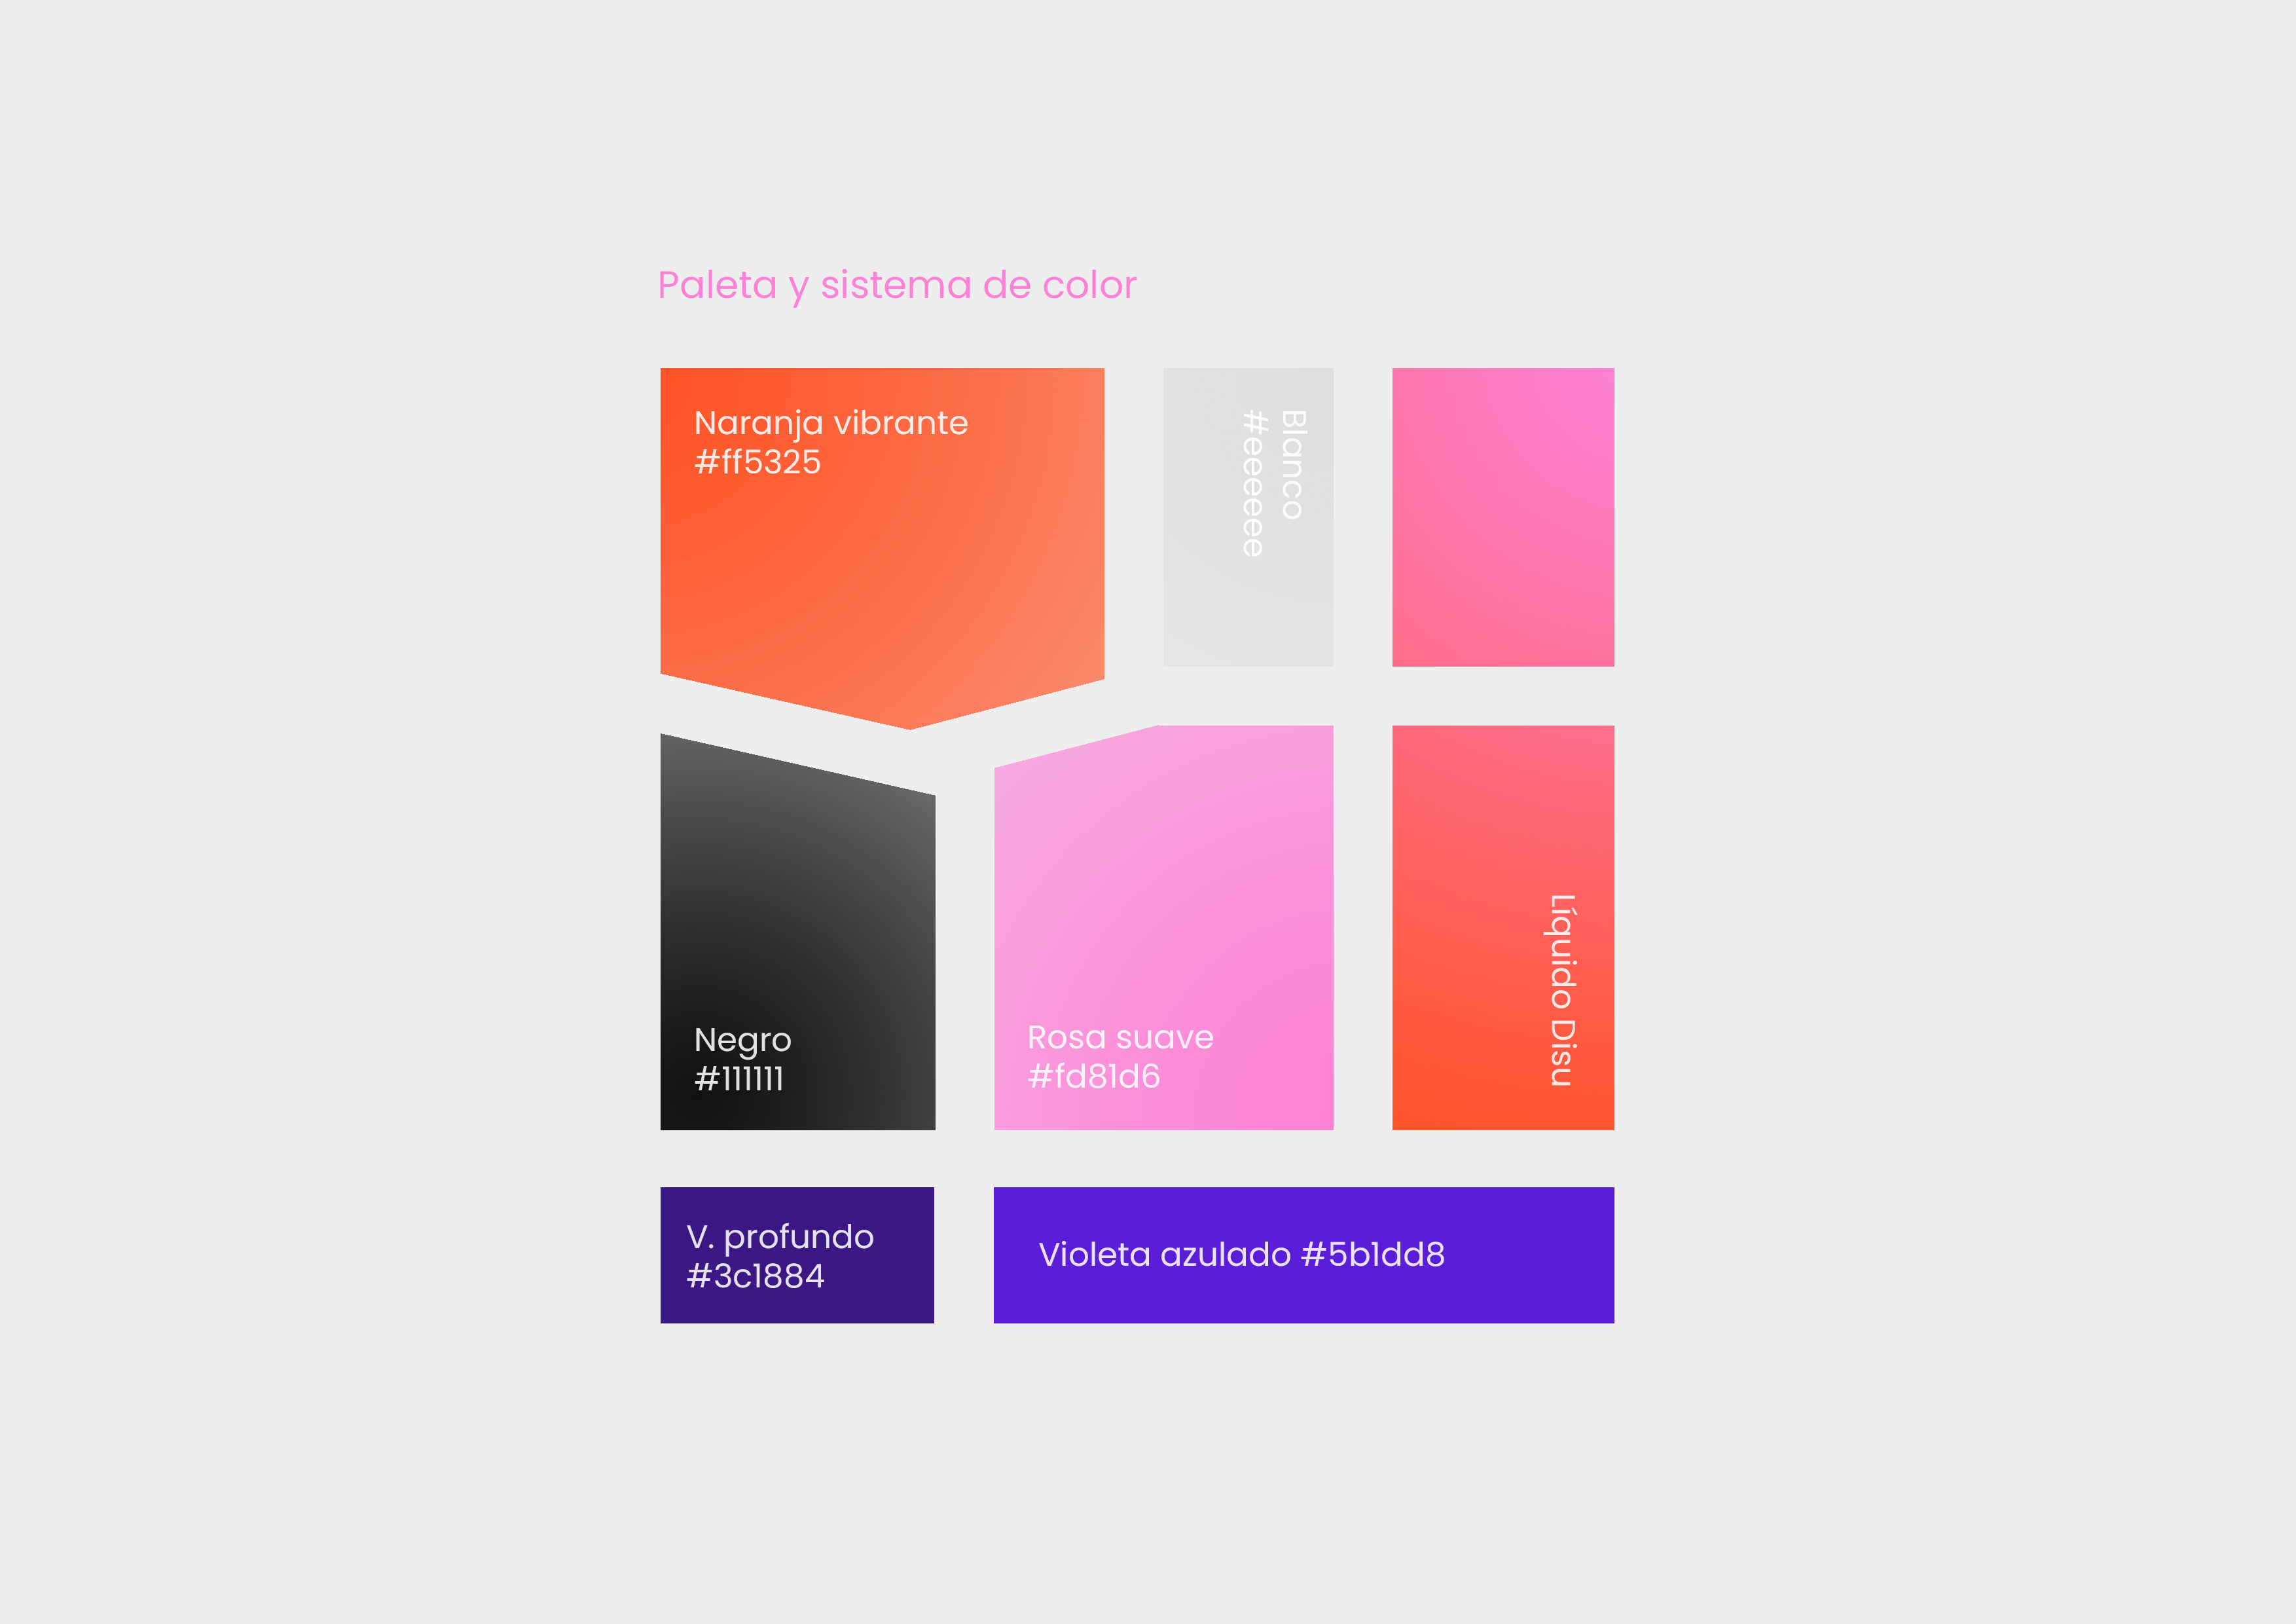 Paleta y sistema de color
Naranja vibrante
#ff5325
Blanco
#eeeeee
Negro
#111111
Rosa suave
#fd81d6
Líquido Disu
V. profundo
#3c1884
Violeta azulado #5b1dd8